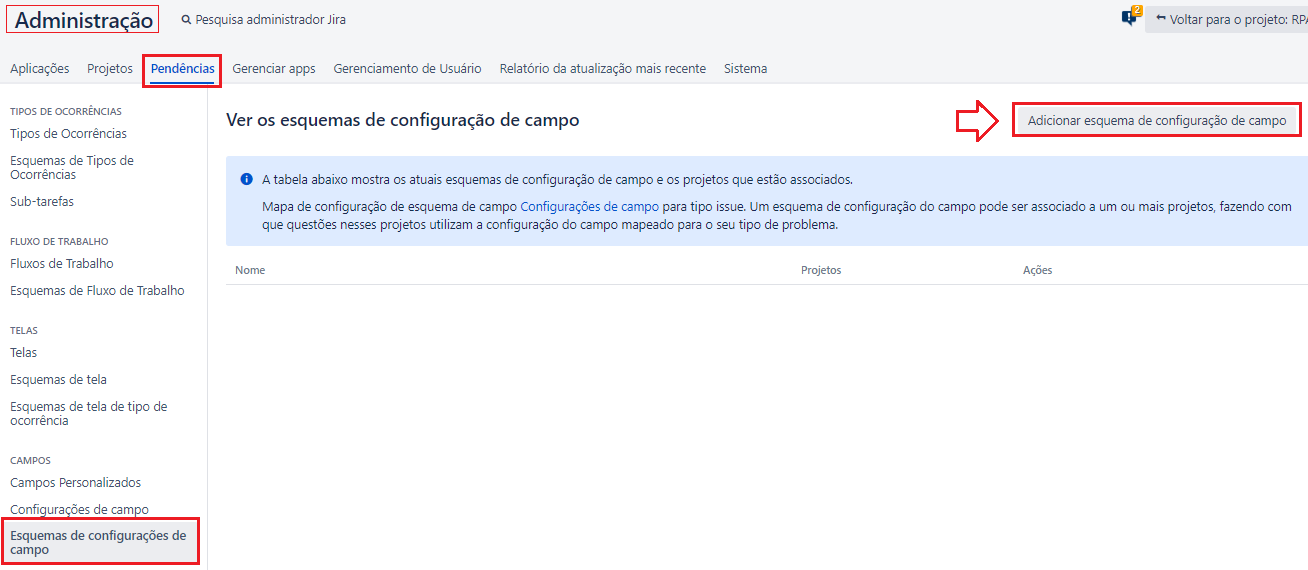 Administração
Pesquisa administrador Jira
2
Voltar para o projeto: RPA
Aplicações Projetos Pendências Gerenciar apps Gerenciamento de Usuário Relatório da atualização mais recente Sistema
TIPOS DE OCORRÊNCIAS
Tipos de Ocorrências
Esquemas de Tipos de
Ocorrências
Sub-tarefas
FLUXO DE TRABALHO
Fluxos de Trabalho
Esquemas de Fluxo de Trabalho
TELAS
Telas
Esquemas de tela
Esquemas de tela de tipo de
ocorrência
CAMPOS
Campos Personalizados
Configurações de campo
Esquemas de configurações de
campo
Ver os esquemas de configuração de campo
Adicionar esquema de configuração de campo
A tabela abaixo mostra os atuais esquemas de configuração de campo e os projetos que estão associados.
Mapa de configuração de esquema de campo Configurações de campo para tipo issue. Um esquema de configuração do campo pode ser associado a um ou mais projetos, fazendo com
que questões nesses projetos utilizam a configuração do campo mapeado para o seu tipo de problema.
Nome Projetos Ações